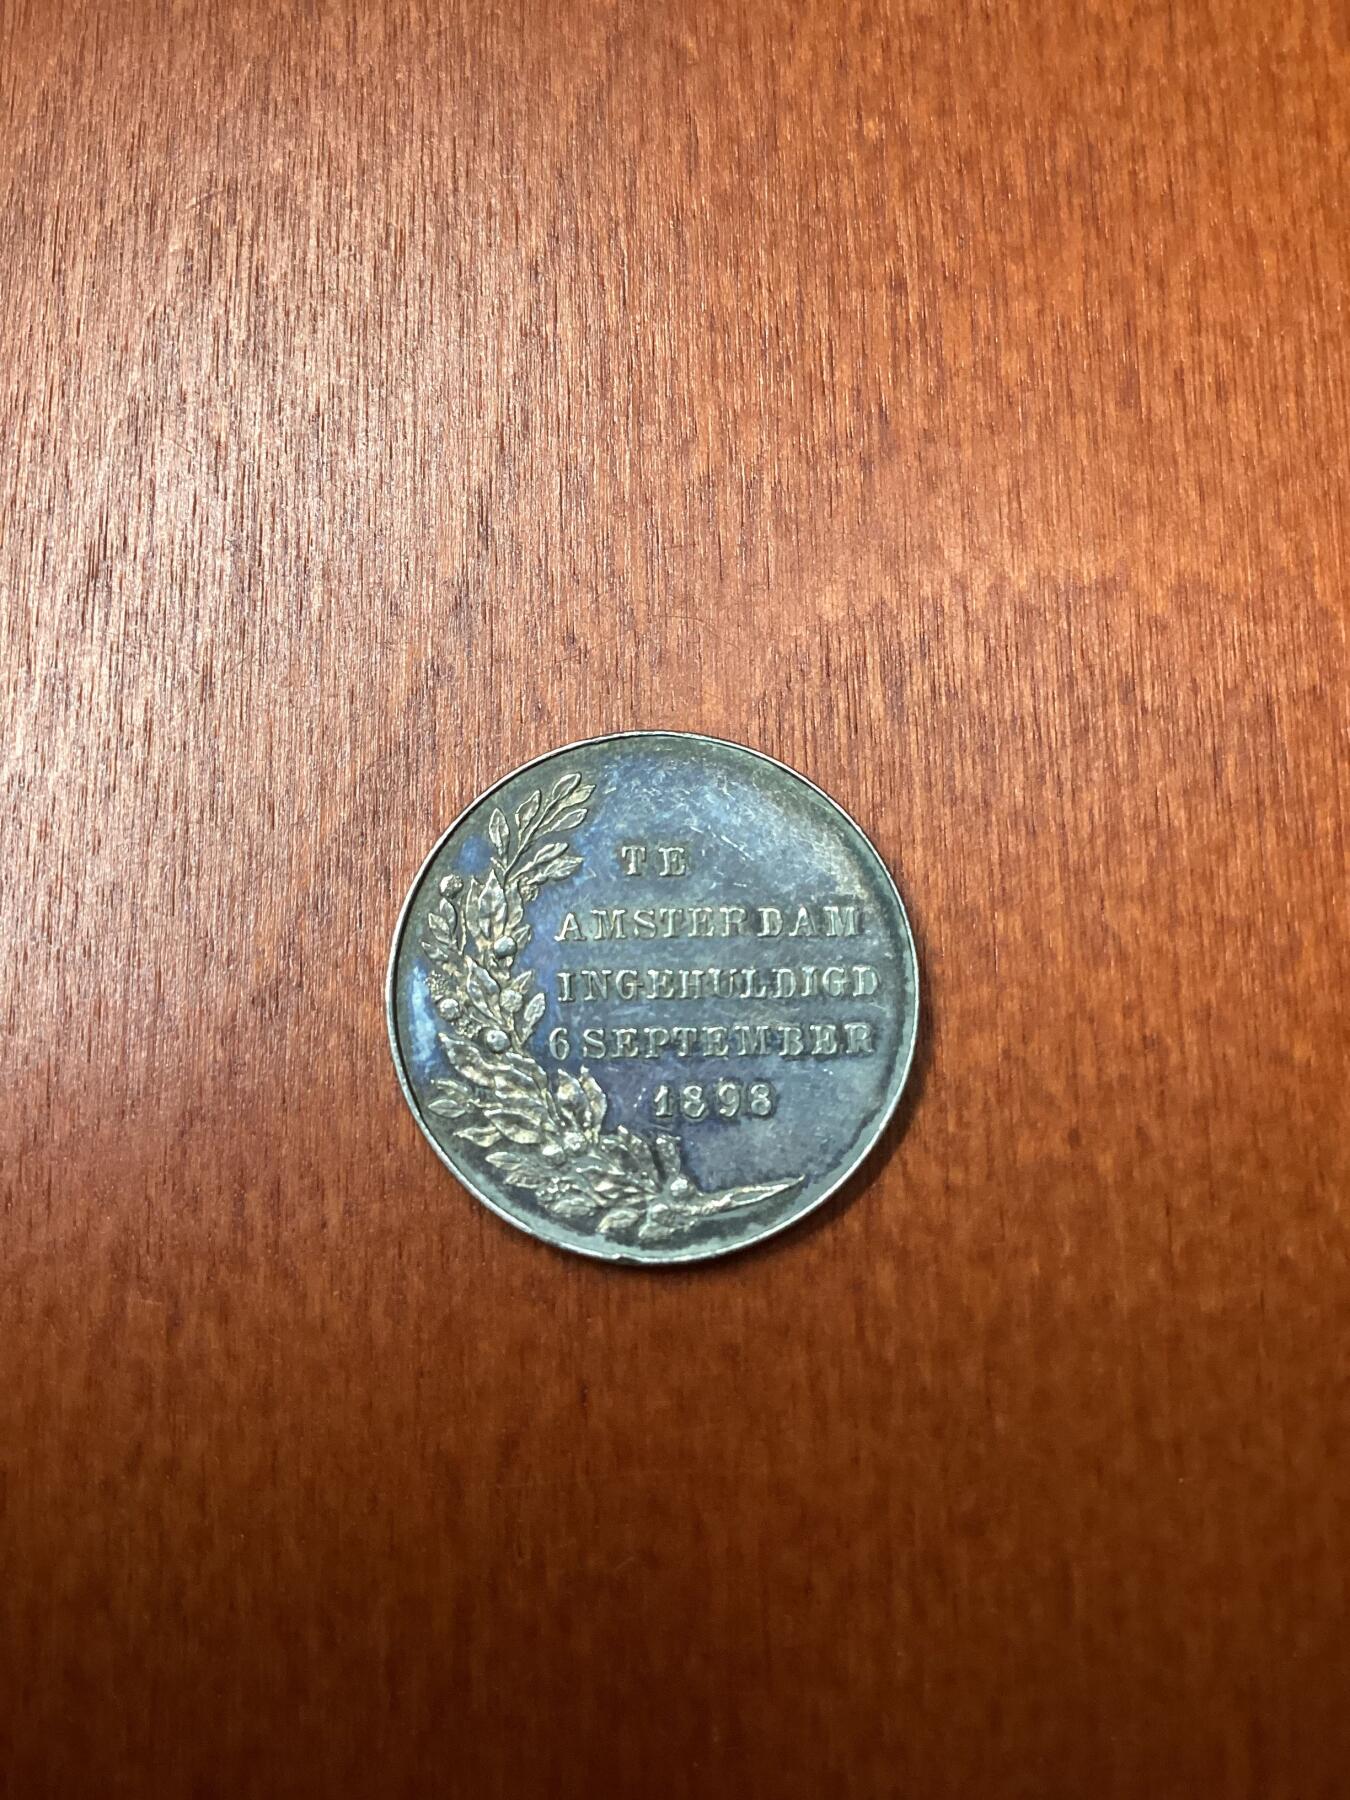 TE
AMSTERDAM
INGEHULDIGD
6 SEPTEMBER
1898